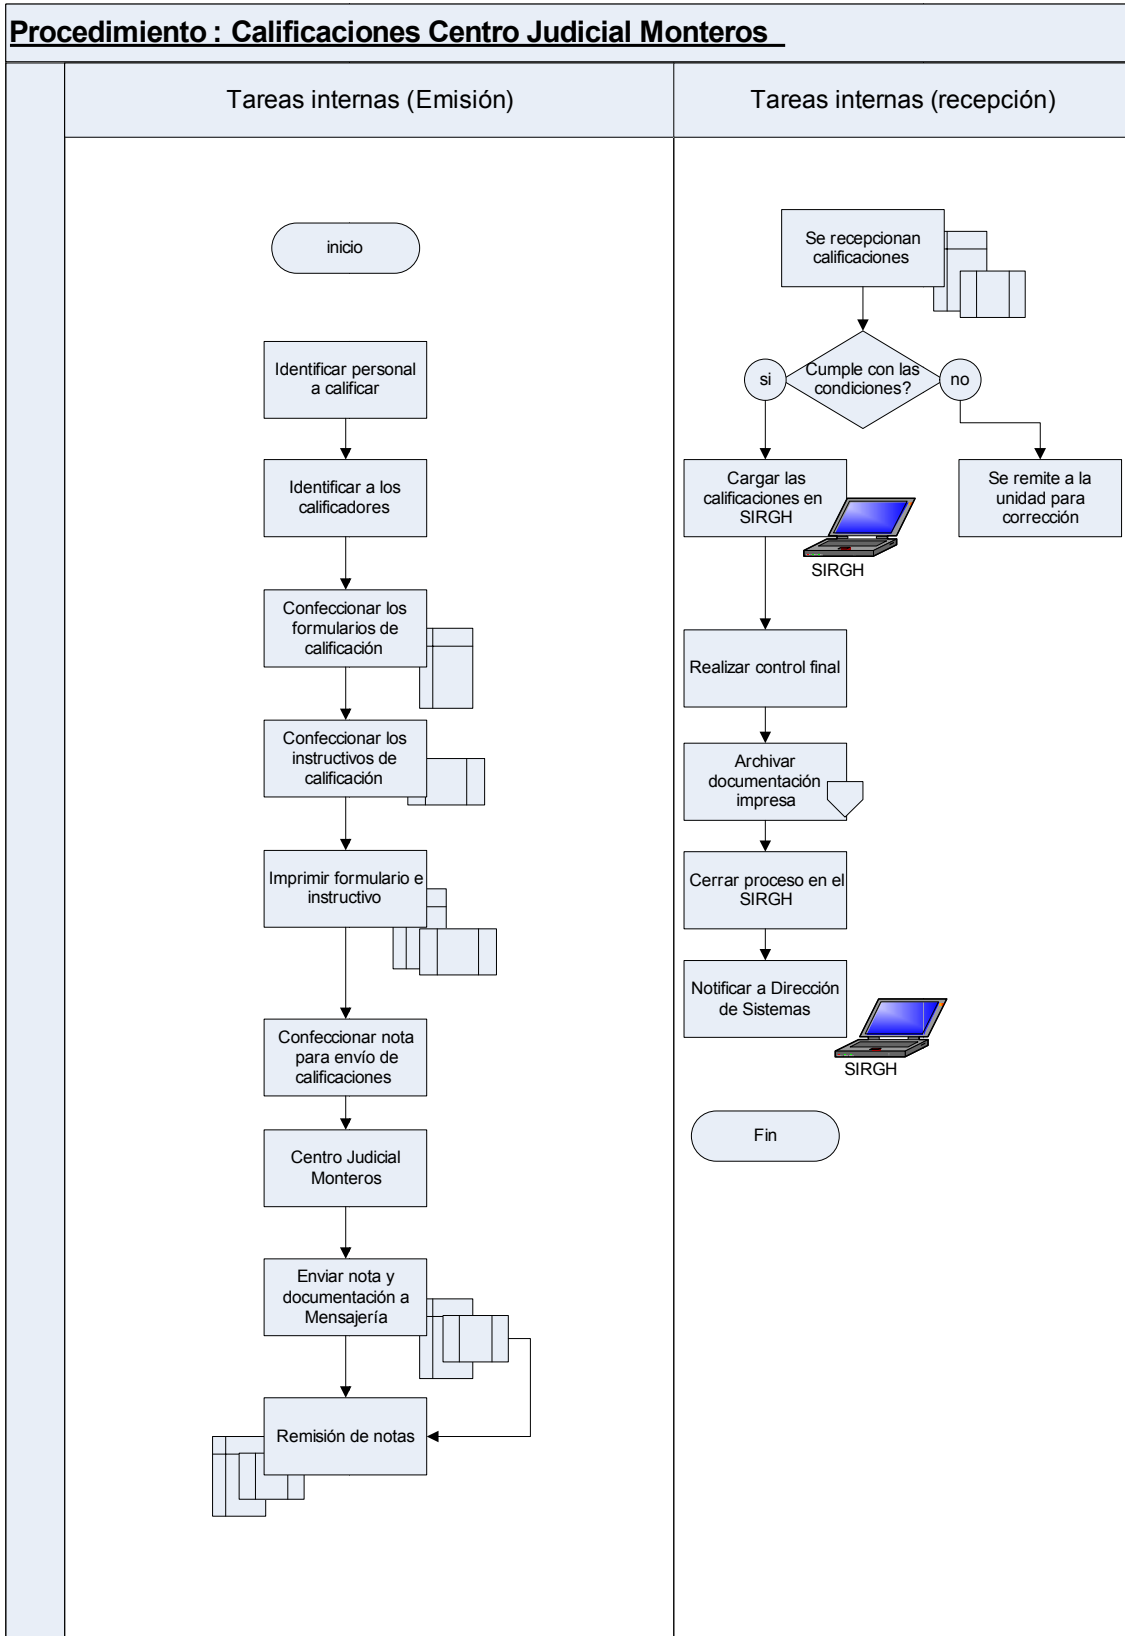 Procedimiento : Calificaciones Centro Judicial Monteros
Tareas internas (Emisión)
inicio
Identificar personal
a calificar
Identificar a los
calificadores
Confeccionar los
formularios de
calificación
Confeccionar los
instructivos de
calificación
Imprimir formulario e
instructivo
Confeccionar nota
para envío de
calificaciones
Centro Judicial
Monteros
Enviar nota y
documentación a
Mensajería
Remisión de notas
Tareas internas (recepción)
Se recepcionan
calificaciones
Cumple con las
condiciones?
si
no
Cargar las
calificaciones en
SIRGH
SIRGH
Se remite a la
unidad para
corrección
Realizar control final
Archivar
documentación
impresa
Cerrar proceso en el
SIRGH
Notificar a Dirección
de Sistemas
SIRGH
Fin